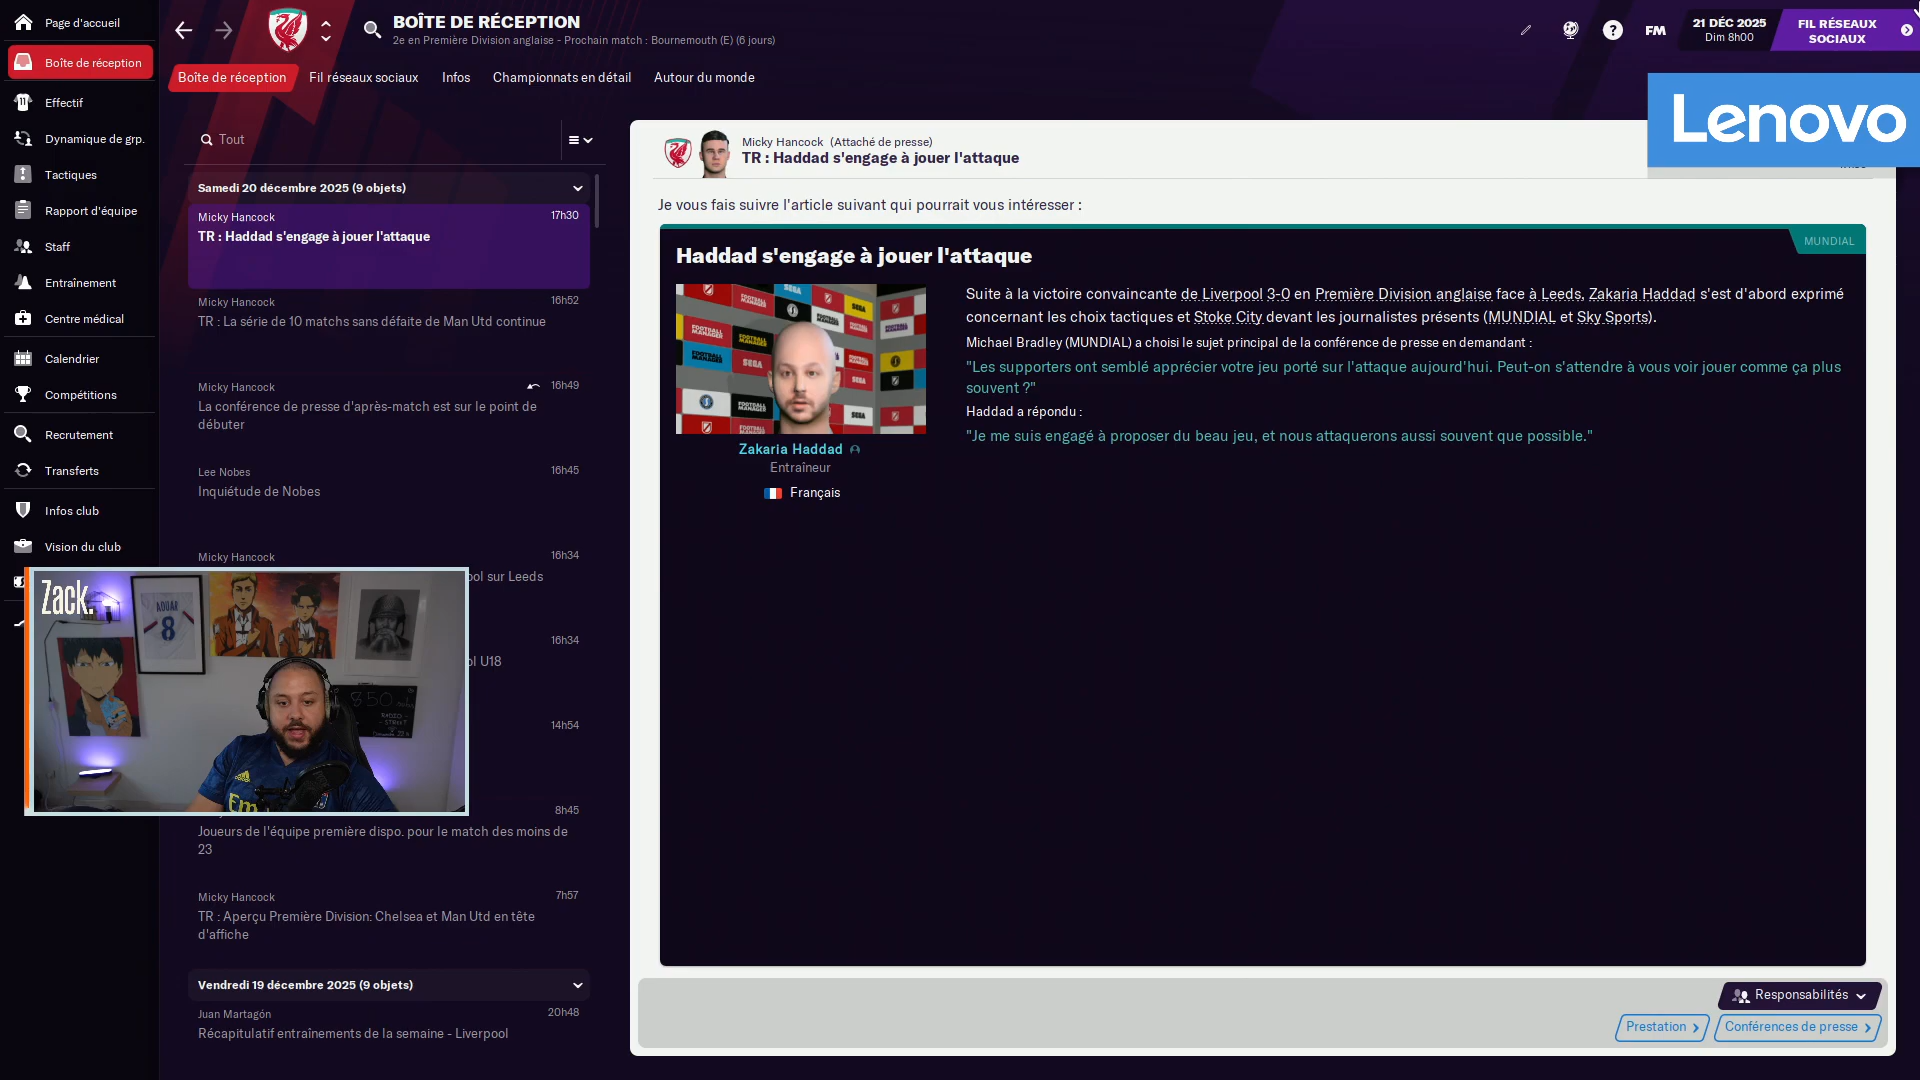 Page d'accueil
Boîte de réception
Effectif
Dynamique de grp.
Tactiques
Rapport d'équipe
Staff
Entraînement
Centre médical
Calendrier
Compétitions
Recrutement
Transferts
Infos club
Vision du club
BOÎTE DE RÉCEPTION
2e en Première Division anglaise - Prochain match : Bournemouth (E) (6 jours)
FM
21 DÉC 2025
Dim 8h00
FIL RÉSEAUX
SOCIAUX
Boîte de réception
Fil réseaux sociaux
Infos
Championnats en détail
Autour du monde
Lenovo
Tout
Samedi 20 décembre 2025 (9 objets)
Micky Hancock 17h30
TR : Haddad s'engage à jouer l'attaque
Micky Hancock 16h52
TR : La série de 10 matchs sans défaite de Man Utd continue
Micky Hancock 16h49
La conférence de presse d'après-match est sur le point de
débuter
Lee Nobes 16h45
Inquiétude de Nobes
Micky Hancock 16h34
sur Leeds
16h34
U18
14h54
8h45
Joueurs de l'équipe première dispo. pour le match des moins de
23
Micky Hancock 7h57
TR : Aperçu Première Division: Chelsea et Man Utd en tête
d'affiche
Vendredi 19 décembre 2025 (9 objets)
Juan Martagón 20h48
Récapitulatif entraînements de la semaine - Liverpool
Zack.
AOUAR
8
850
RADIO
STREET
Micky Hancock (Attaché de presse)
TR : Haddad s'engage à jouer l'attaque
Je vous fais suivre l'article suivant qui pourrait vous intéresser :
MUNDIAL
Haddad s'engage à jouer l'attaque
FOOTBALL MANAGER
SEGA
Zakaria Haddad
Entraîneur
Français
Suite à la victoire convaincante de Liverpool 3-0 en Première Division anglaise face à Leeds, Zakaria Haddad s'est d'abord exprimé
concernant les choix tactiques et Stoke City devant les journalistes présents (MUNDIAL et Sky Sports).
Michael Bradley (MUNDIAL) a choisi le sujet principal de la conférence de presse en demandant :
"Les supporters ont semblé apprécier votre jeu porté sur l'attaque aujourd'hui. Peut-on s'attendre à vous voir jouer comme ça plus
souvent ?"
Haddad a répondu :
"Je me suis engagé à proposer du beau jeu, et nous attaquerons aussi souvent que possible."
Responsabilités
Prestation
Conférences de presse